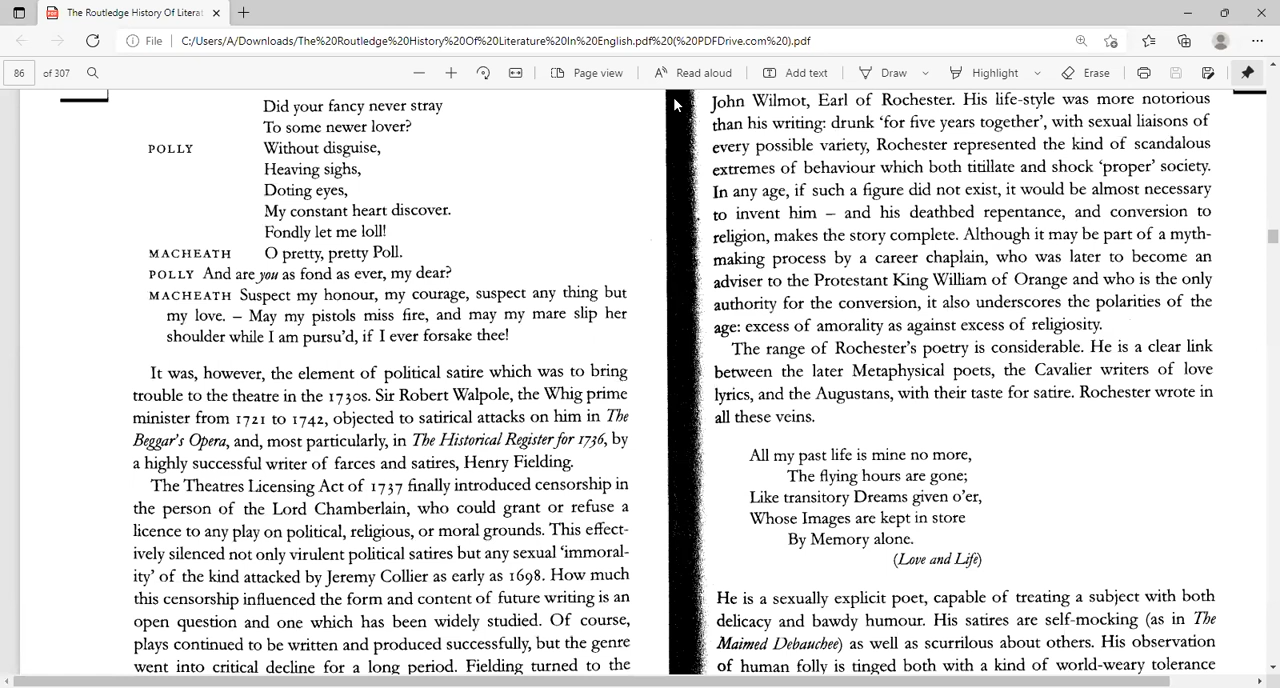 The Routledge History Of Literat
File C:/Users/A/Downloads/The%20Routledge%20History%20Of%20Literature%20In%20English.pdf%20(%20PDFDrive.com%20).pdf
86 of 307 Page view Read aloud Add text Draw Highlight Erase
Did your fancy never stray
To some newer lover?
POLLY Without disguise,
Heaving sighs,
Doting eyes,
My constant heart discover.
Fondly let me loll!
MACHEATH O pretty, pretty Poll.
POLLY And are you as fond as ever, my dear?
MACHEATH Suspect my honour, my courage, suspect any thing but
my love. – May my pistols miss fire, and may my mare slip her
shoulder while I am pursu'd, if I ever forsake thee!
It was, however, the element of political satire which was to bring
trouble to the theatre in the 1730s. Sir Robert Walpole, the Whig prime
minister from 1721 to 1742, objected to satirical attacks on him in The
Beggar's Opera, and, most particularly, in The Historical Register for 1736, by
a highly successful writer of farces and satires, Henry Fielding.
The Theatres Licensing Act of 1737 finally introduced censorship in
the person of the Lord Chamberlain, who could grant or refuse a
licence to any play on political, religious, or moral grounds. This effect-
ively silenced not only virulent political satires but any sexual 'immoral-
ity' of the kind attacked by Jeremy Collier as early as 1698. How much
this censorship influenced the form and content of future writing is an
open question and one which has been widely studied. Of course,
plays continued to be written and produced successfully, but the genre
went into critical decline for a long period. Fielding turned to the
John Wilmot, Earl of Rochester. His life-style was more notorious
than his writing: drunk 'for five years together', with sexual liaisons of
every possible variety, Rochester represented the kind of scandalous
extremes of behaviour which both titillate and shock 'proper' society.
In any age, if such a figure did not exist, it would be almost necessary
to invent him – and his deathbed repentance, and conversion to
religion, makes the story complete. Although it may be part of a myth-
making process by a career chaplain, who was later to become an
adviser to the Protestant King William of Orange and who is the only
authority for the conversion, it also underscores the polarities of the
age: excess of amorality as against excess of religiosity.
The range of Rochester's poetry is considerable. He is a clear link
between the later Metaphysical poets, the Cavalier writers of love
lyrics, and the Augustans, with their taste for satire. Rochester wrote in
all these veins.
All my past life is mine no more,
The flying hours are gone;
Like transitory Dreams given o'er,
Whose Images are kept in store
By Memory alone.
(Love and Life)
He is a sexually explicit poet, capable of treating a subject with both
delicacy and bawdy humour. His satires are self-mocking (as in The
Maimed Debauchee) as well as scurrilous about others. His observation
of human folly is tinged both with a kind of world-weary tolerance